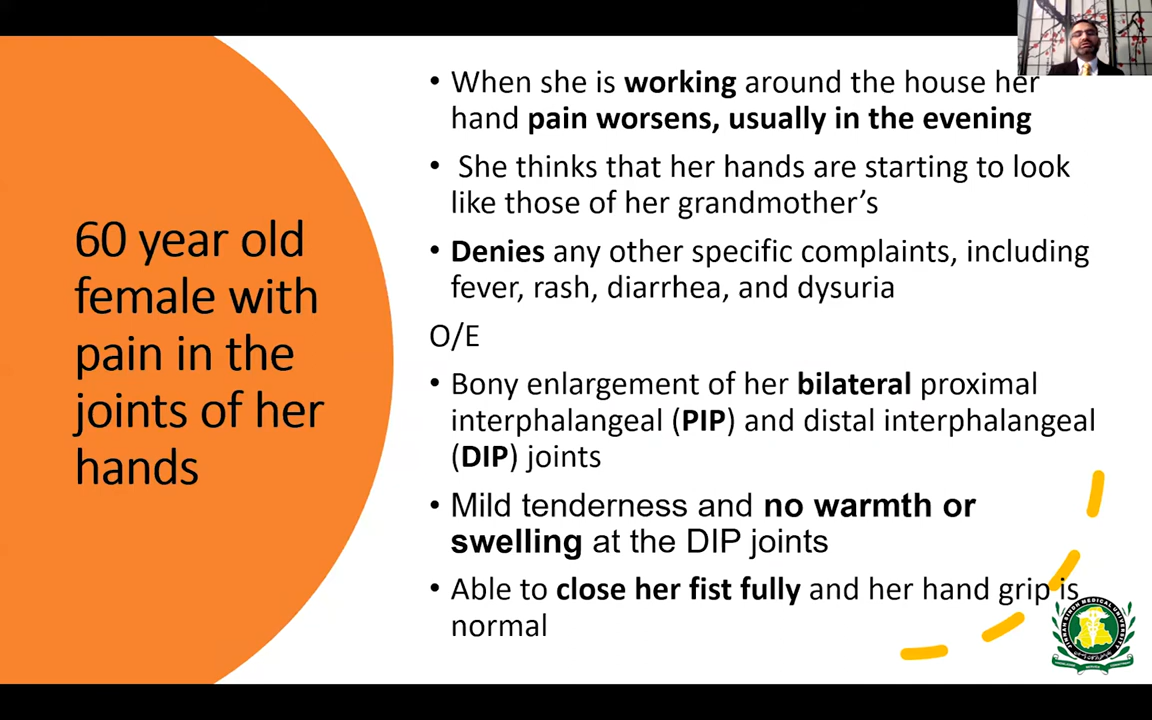 60 year old
female with
pain in the
joints of her
hands
• When she is working around the house her
hand pain worsens, usually in the evening
• She thinks that her hands are starting to look
like those of her grandmother’s
• Denies any other specific complaints, including
fever, rash, diarrhea, and dysuria
O/E
• Bony enlargement of her bilateral proximal
interphalangeal (PIP) and distal interphalangeal
(DIP) joints
• Mild tenderness and no warmth or
swelling at the DIP joints
• Able to close her fist fully and her hand grip is
normal
JINNAH SINDH MEDICAL UNIVERSITY